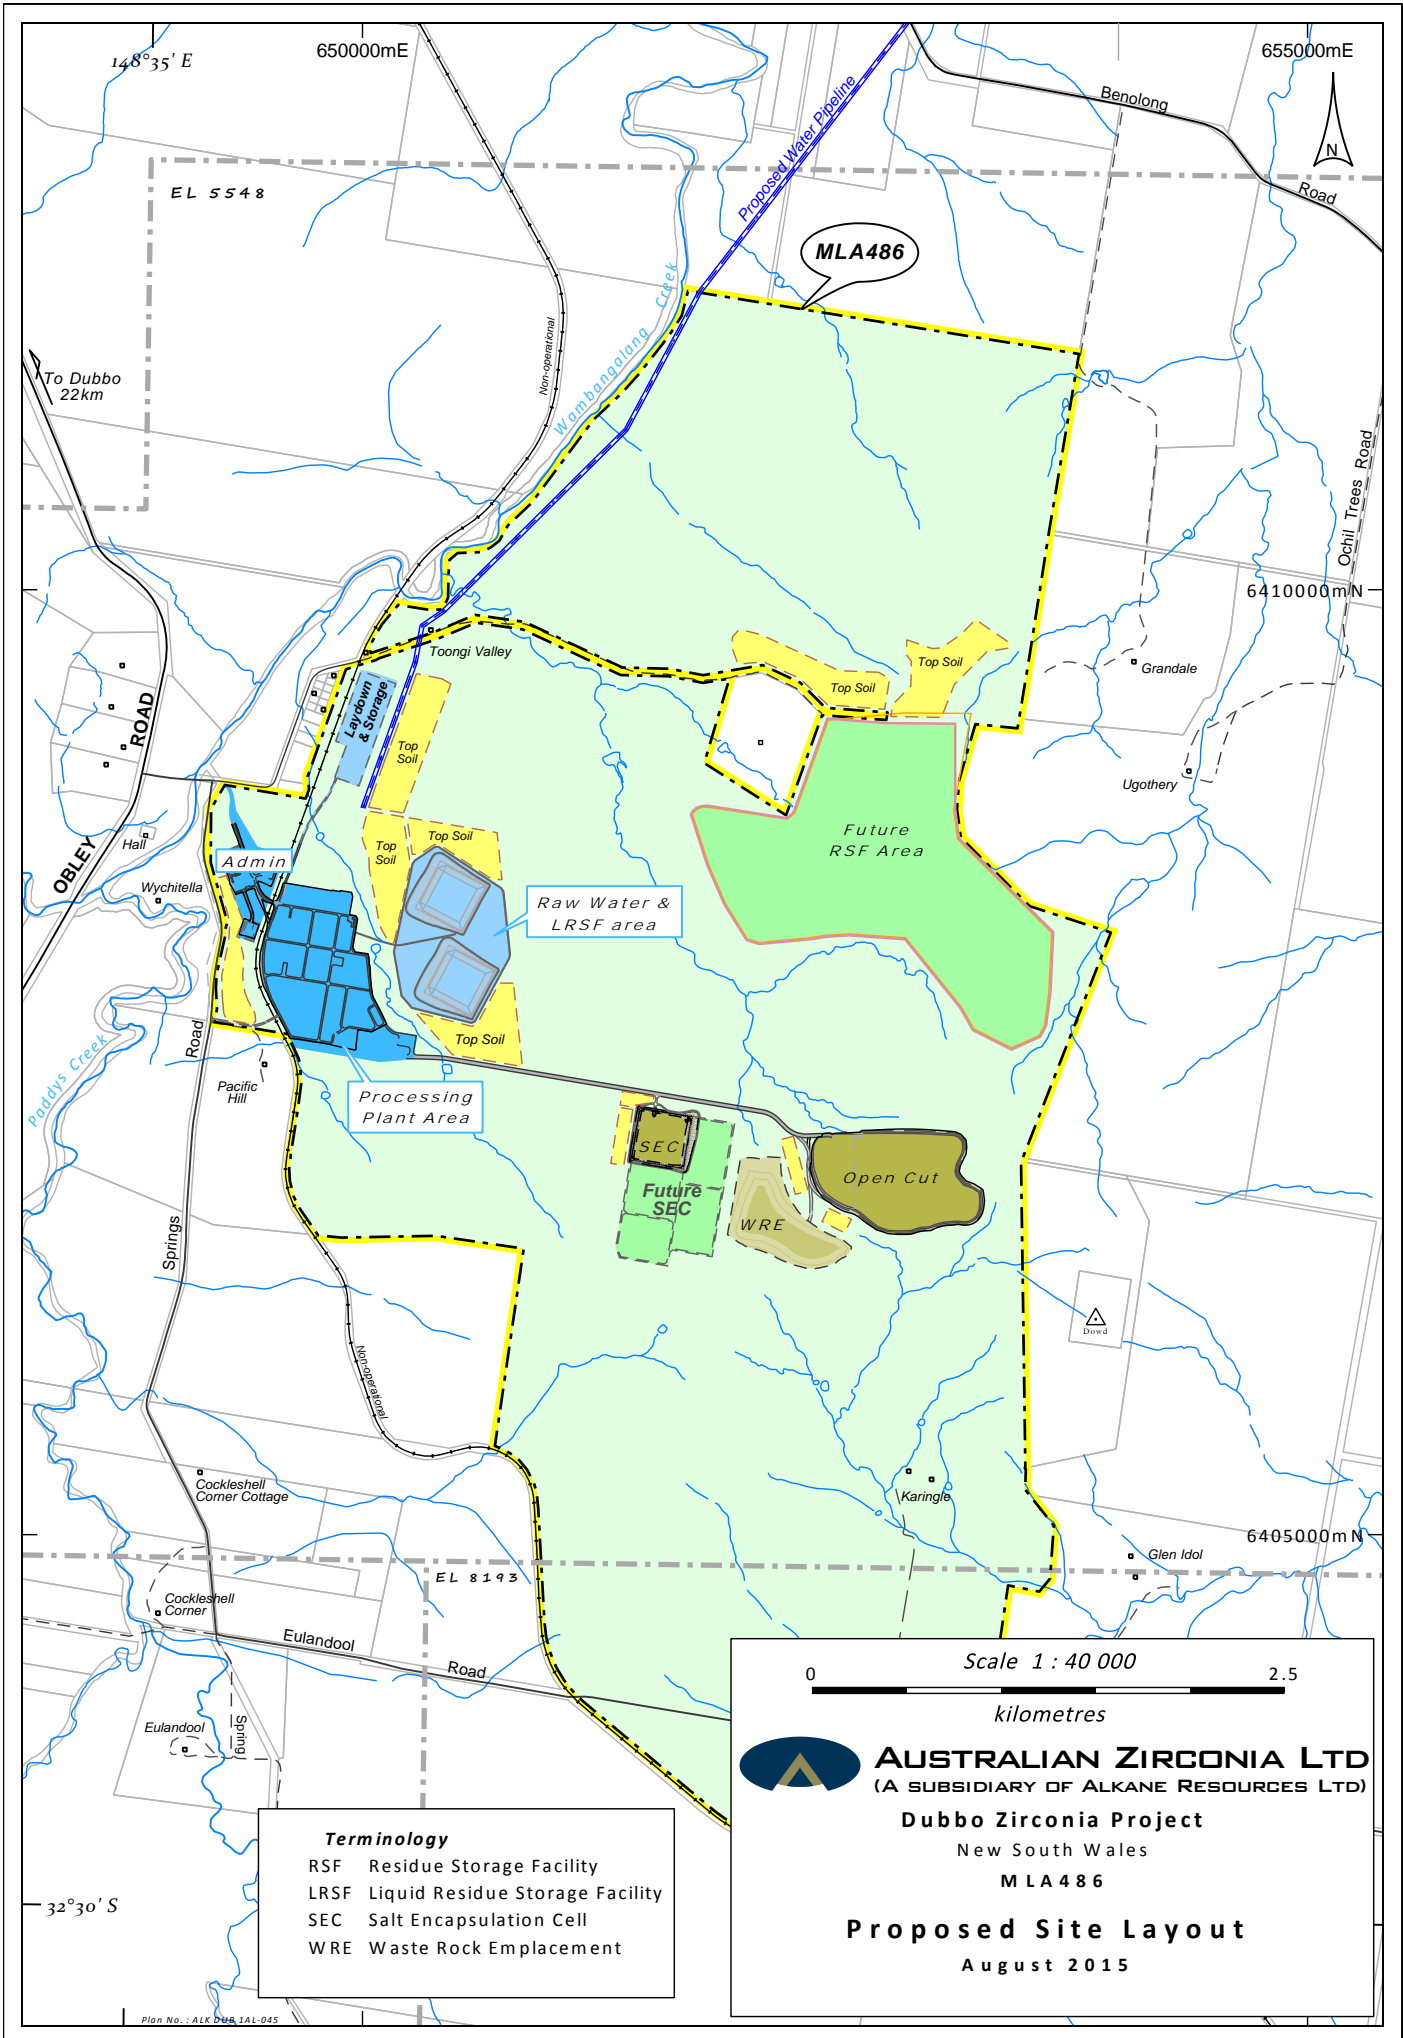 148°35' E
650000mE
655000mE
Benolong
Road
N
Proposed Water Pipeline
EL 5548
MLA486
Wambangalang Creek
Non-operational
To Dubbo
22km
Ochil Trees Road
6410000mN
Toongi Valley
Top Soil
Top Soil
Grandale
Laydown
& Storage
ROAD
OBLEY
Top
Soil
Ugothery
Top
Soil
Top Soil
Future
RSF Area
Hall
Admin
Wychitella
Raw Water &
LRSF area
Road
Top Soil
Paddys Creek
Pacific
Hill
Processing
Plant Area
SEC
Future
SEC
WRE
Open Cut
Springs
Dowd
Non-operational
Cockleshell
Corner Cottage
Karingle
6405000mN
Glen Idol
EL 8193
Cockleshell
Corner
Eulandool
Road
Eulandool
Spring
Scale 1 : 40 000
0
2.5
kilometres
AUSTRALIAN ZIRCONIA LTD
(A SUBSIDIARY OF ALKANE RESOURCES LTD)
Dubbo Zirconia Project
New South Wales
MLA486
Proposed Site Layout
August 2015
Terminology
RSF Residue Storage Facility
LRSF Liquid Residue Storage Facility
SEC Salt Encapsulation Cell
WRE Waste Rock Emplacement
32°30' S
Plan No. : ALK DUB 1AL-045